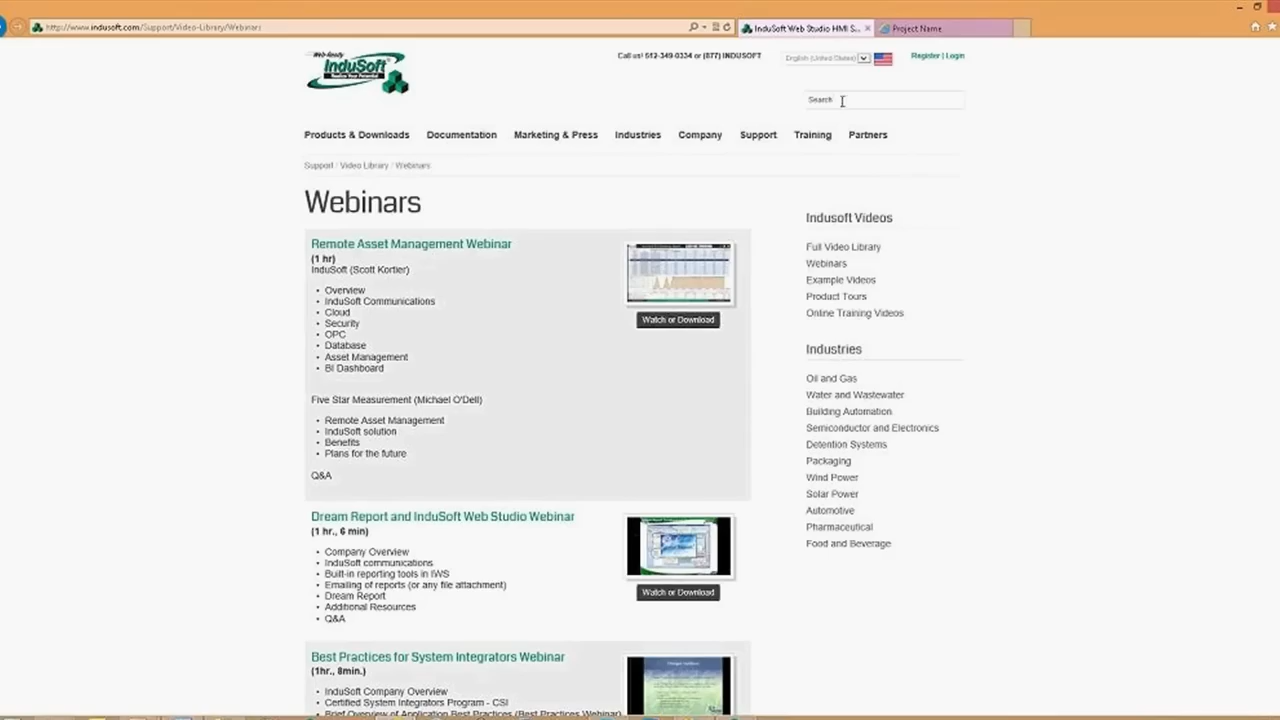 http://www.indusoft.com/Support/Video-Library/Webinars
InduSoft Web Studio HMI S...
Project Name
Web-Ready
InduSoft
Call us! 512-349-0334 or (877) INDUSOFT
English (United States)
Register | Login
Search
Products & Downloads Documentation Marketing & Press Industries Company Support Training Partners
Support / Video Library / Webinars
Webinars
Remote Asset Management Webinar
(1 hr)
InduSoft (Scott Kortier)
• Overview
• InduSoft Communications
• Cloud
• Security
• OPC
• Database
• Asset Management
• BI Dashboard
Watch or Download
Five Star Measurement (Michael O'Dell)
• Remote Asset Management
• InduSoft solution
• Benefits
• Plans for the future
Q&A
Dream Report and InduSoft Web Studio Webinar
(1 hr., 6 min)
• Company Overview
• InduSoft communications
• Built-in reporting tools in IWS
• Emailing of reports (or any file attachment)
• Dream Report
• Additional Resources
• Q&A
Watch or Download
Best Practices for System Integrators Webinar
(1hr., 8min.)
• InduSoft Company Overview
• Certified System Integrators Program - CSI
• Brief Overview of Application Best Practices (Best Practices Webinar)
Indusoft Videos
Full Video Library
Webinars
Example Videos
Product Tours
Online Training Videos
Industries
Oil and Gas
Water and Wastewater
Building Automation
Semiconductor and Electronics
Detention Systems
Packaging
Wind Power
Solar Power
Automotive
Pharmaceutical
Food and Beverage